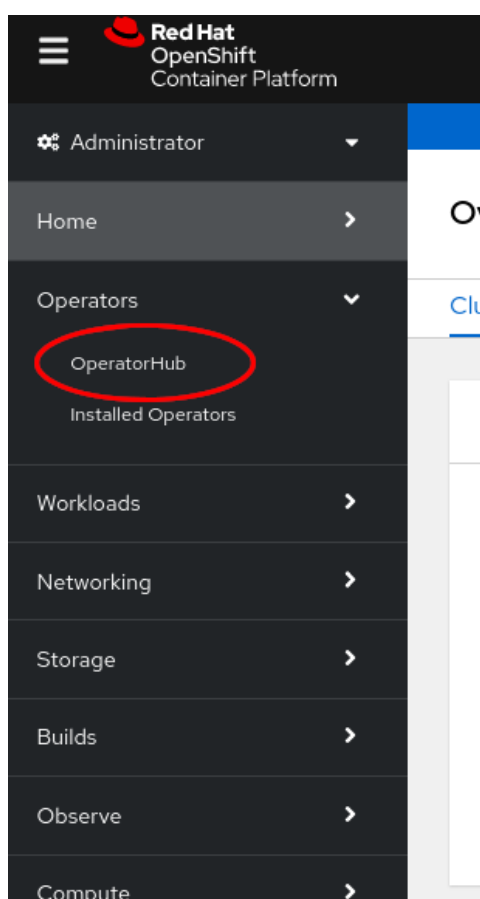 Red Hat
OpenShift
Container Platform
Administrator
Home
Operators
OperatorHub
Installed Operators
Workloads
Networking
Storage
Builds
Observe
Compute